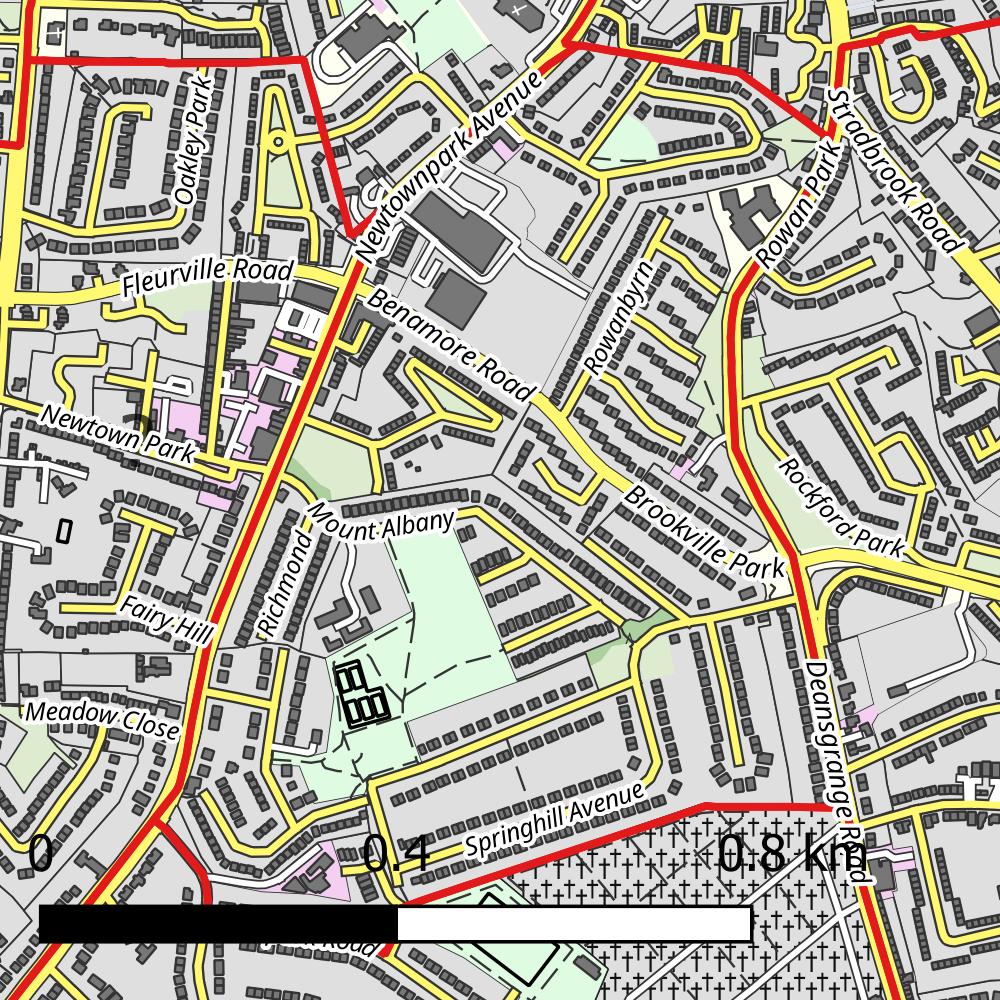 Oakley Park
Newtownpark Avenue
Stradbrook Road
Rowan Park
Fleurville Road
Benamore Road
Rowanbyrn
Newtown Park
Brookville Park
Rockford Park
Mount Albany
Richmond
Fairy Hill
Meadow Close
Deansgrange Rd
Springhill Avenue
0 0.4 0.8 km
Road